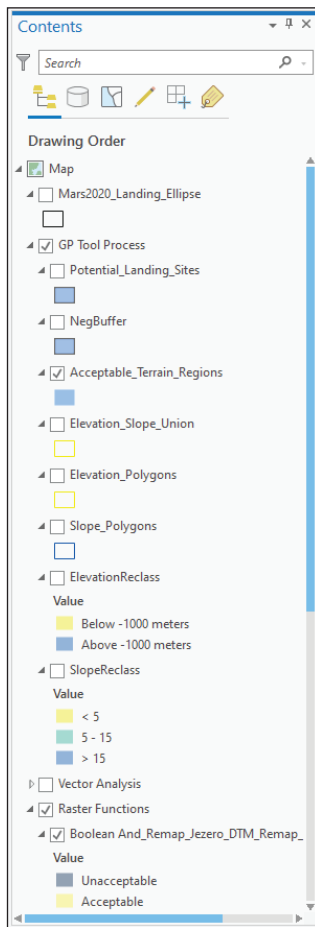 Contents
Search
Drawing Order
Map
Mars2020_Landing_Ellipse
GP Tool Process
Potential_Landing_Sites
NegBuffer
Acceptable_Terrain_Regions
Elevation_Slope_Union
Elevation_Polygons
Slope_Polygons
ElevationReclass
Value
Below -1000 meters
Above -1000 meters
SlopeReclass
Value
< 5
5 - 15
> 15
Vector Analysis
Raster Functions
Boolean And_Remap_Jezero_DTM_Remap_
Value
Unacceptable
Acceptable